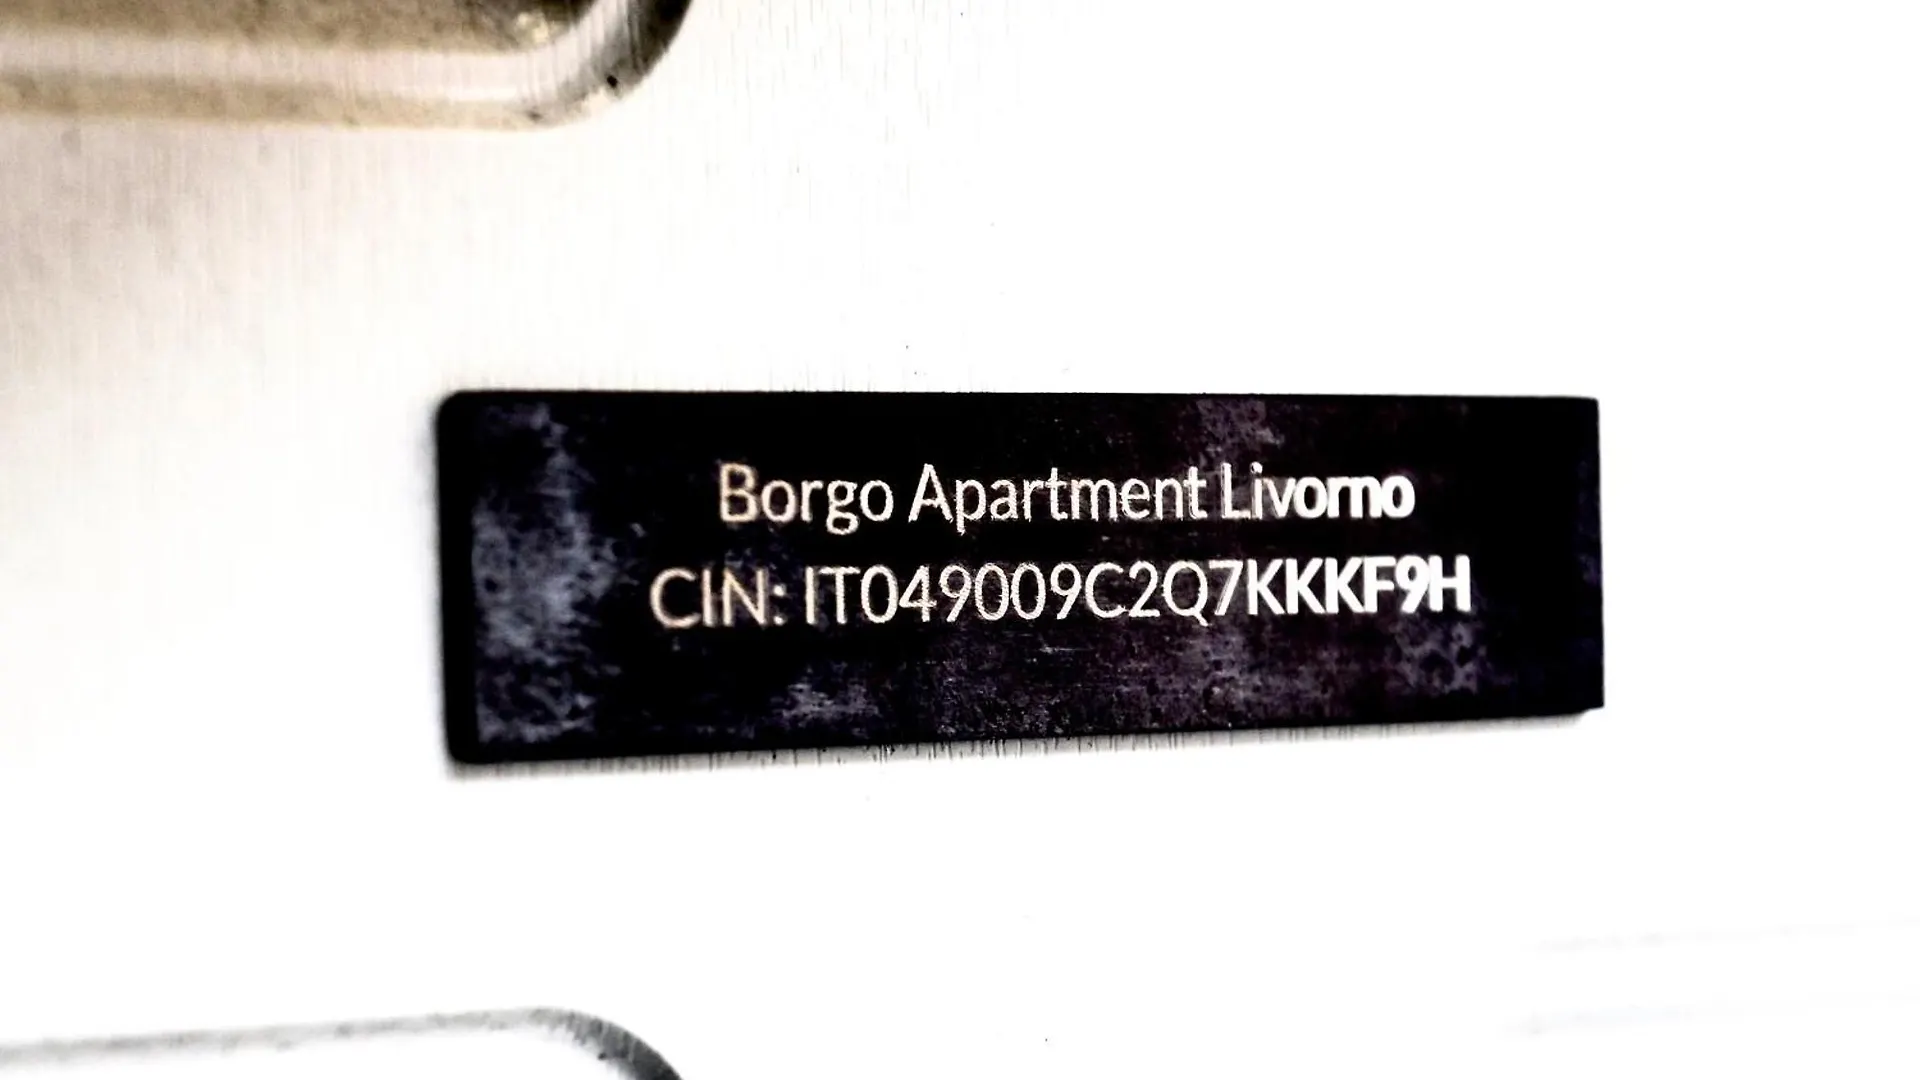 Borgo Apartment Livorno
CIN: IT049009C2Q7KKKF9H